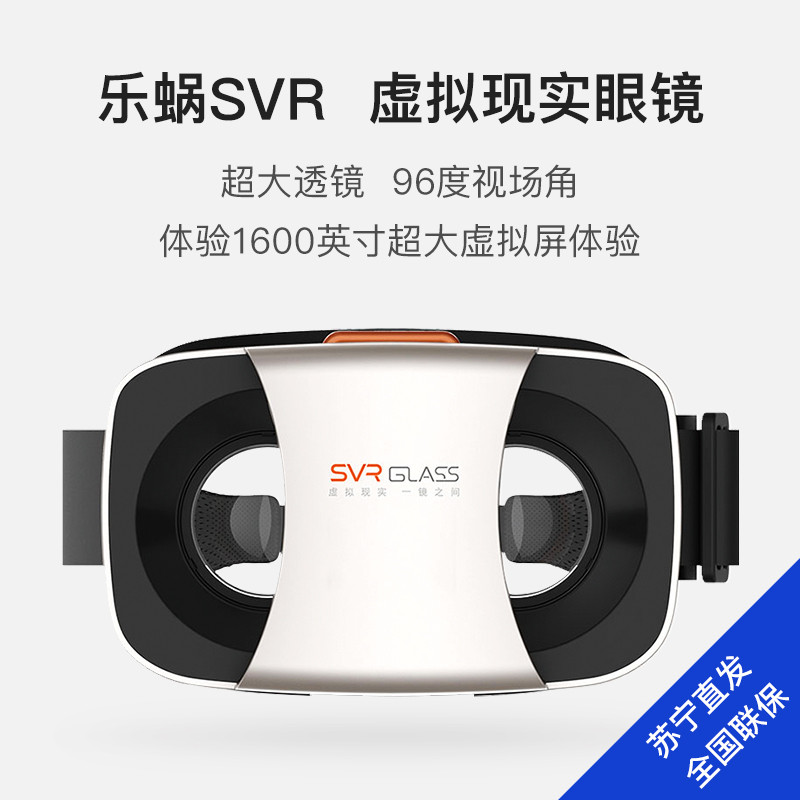 乐蜗SVR 虚拟现实眼镜
超大透镜 96度视场角
体验1600英寸超大虚拟屏体验
SVR GLASS
虚拟现实 一镜之间
苏宁直发
全国联保